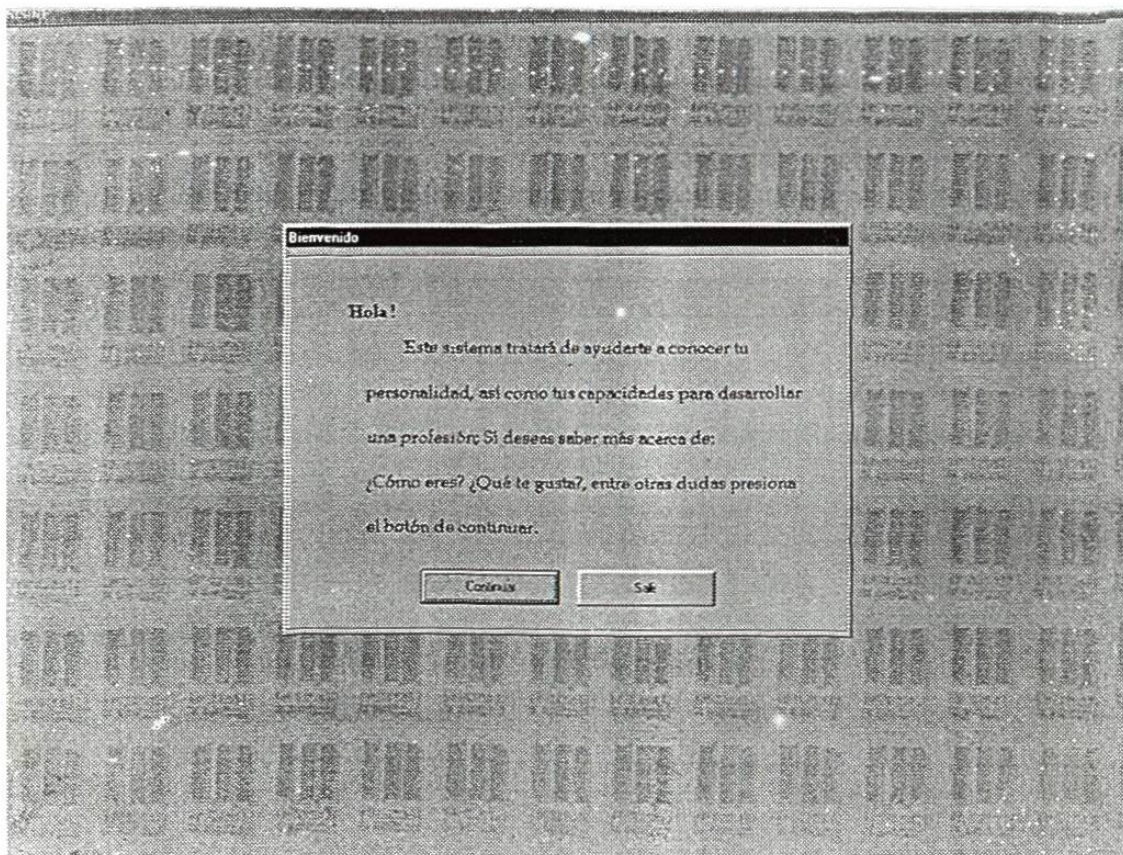 Bienvenido
Hola!
Este sistema tratará de ayudarte a conocer tu
personalidad, así como tus capacidades para desarrollar
una profesión; Si deseas saber más acerca de:
¿Cómo eres? ¿Qué te gusta?, entre otras dudas presiona
el botón de continuar.
Continuar Salir